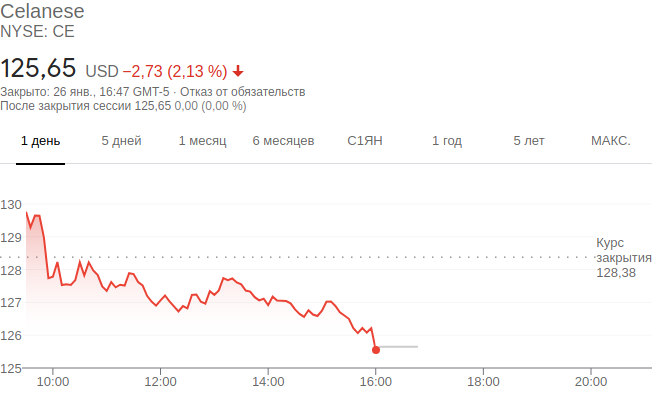 Celanese
NYSE: CE
125,65 USD −2,73 (2,13 %)
Закрыто: 26 янв., 16:47 GMT-5 · Отказ от обязательств
После закрытия сессии 125,65 0,00 (0,00 %)
1 день 5 дней 1 месяц 6 месяцев С1ЯН 1 год 5 лет МАКС.
130
129
Курс
закрытия
128,38
128
127
126
125
10:00 12:00 14:00 16:00 18:00 20:00